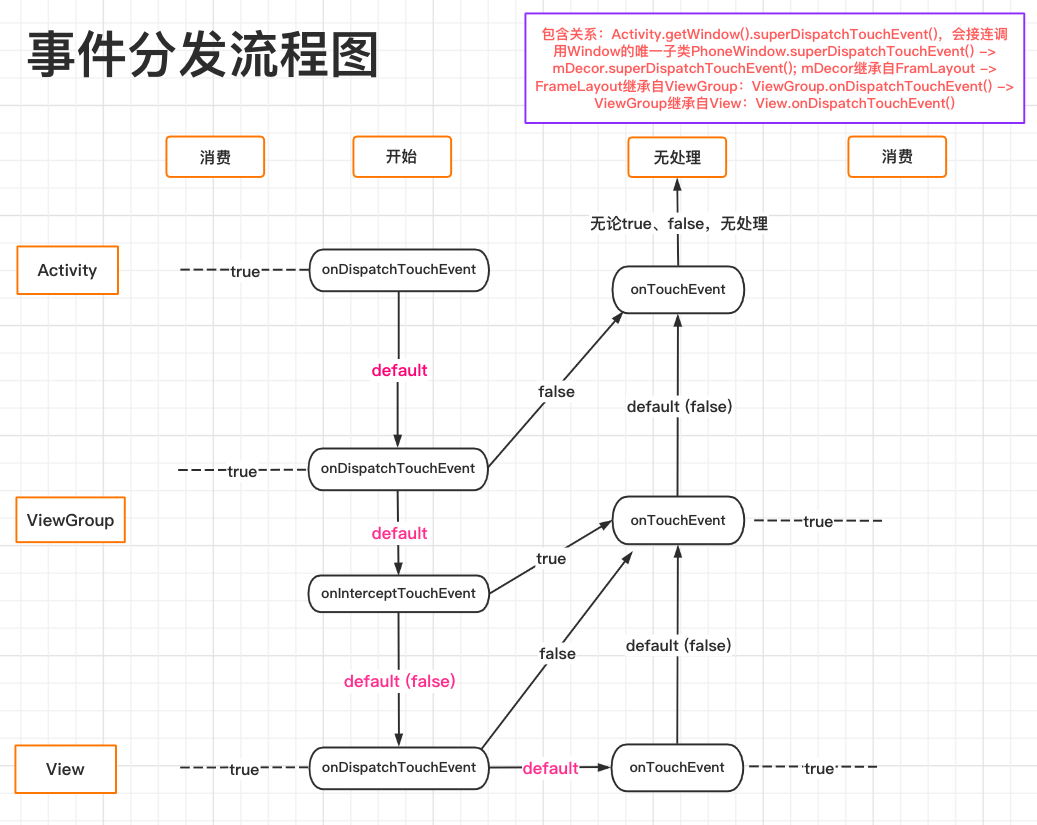 事件分发流程图
包含关系：Activity.getWindow().superDispatchTouchEvent()，会接连调
用Window的唯一子类PhoneWindow.superDispatchTouchEvent() ->
mDecor.superDispatchTouchEvent(); mDecor继承自FramLayout ->
FrameLayout继承自ViewGroup：ViewGroup.onDispatchTouchEvent() ->
ViewGroup继承自View：View.onDispatchTouchEvent()
消费
开始
无处理
消费
无论true、false，无处理
Activity
true
onDispatchTouchEvent
onTouchEvent
default
false
default (false)
true
onDispatchTouchEvent
ViewGroup
default
onTouchEvent
true
true
onInterceptTouchEvent
default (false)
false
default (false)
View
true
onDispatchTouchEvent
default
onTouchEvent
true